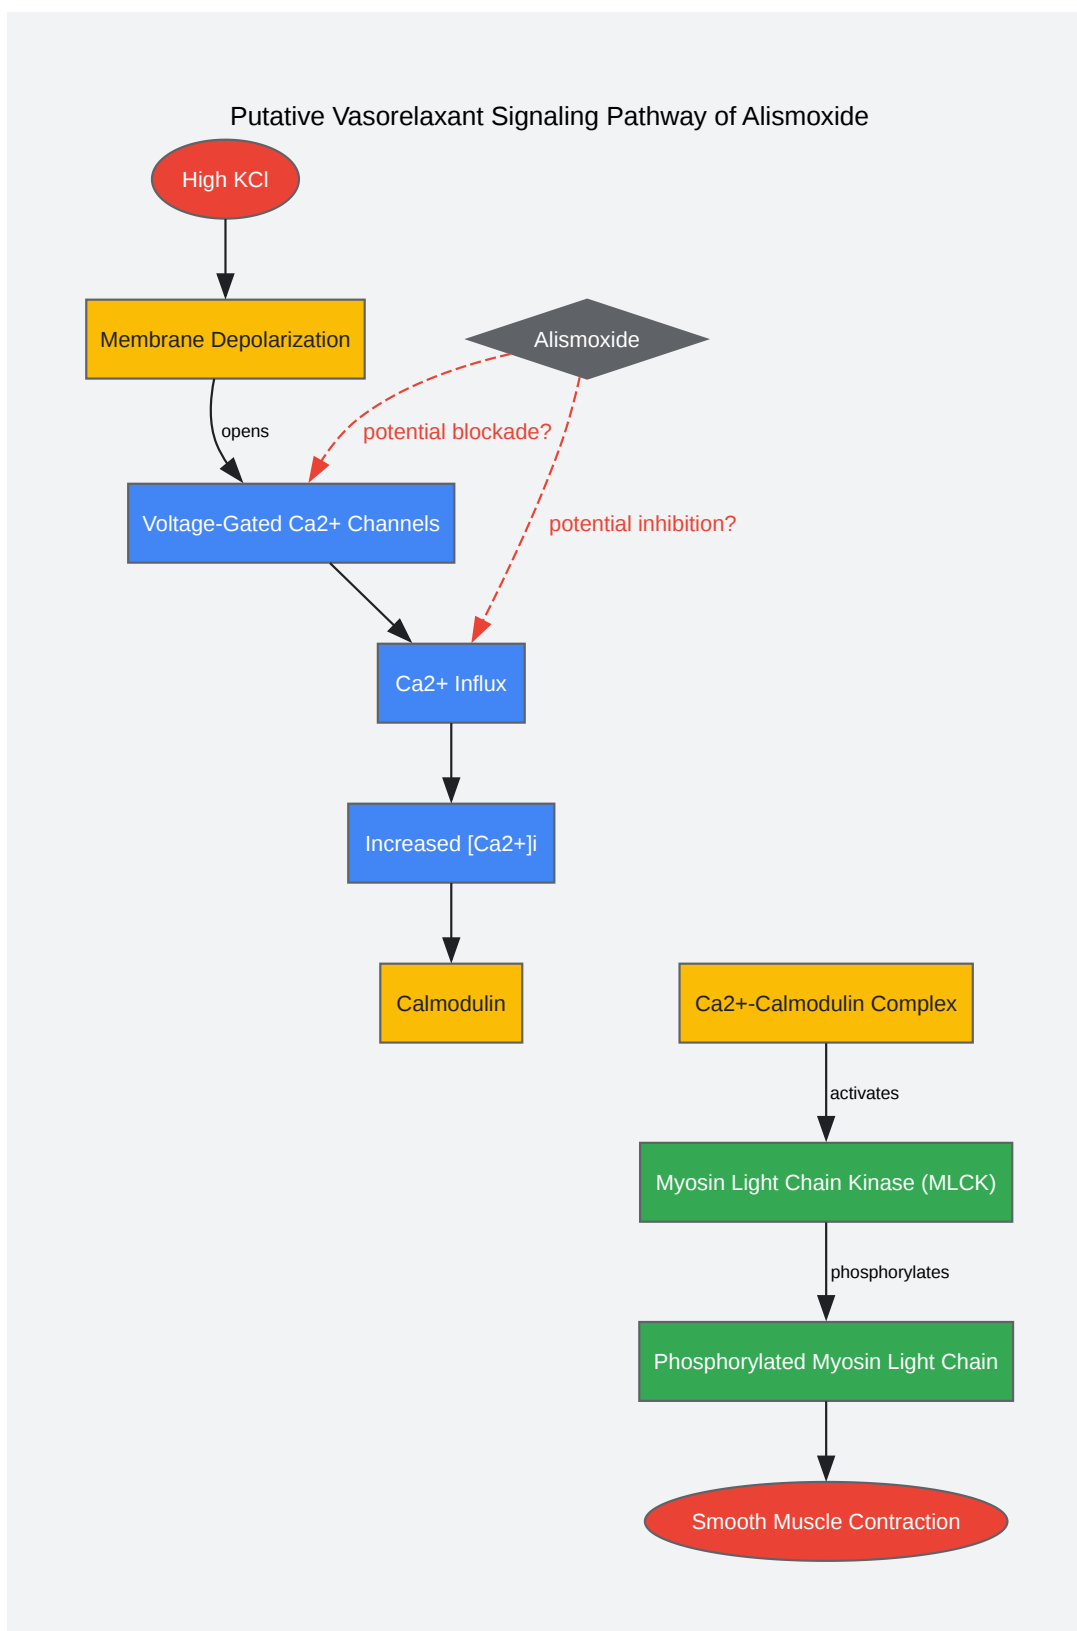 Putative Vasorelaxant Signaling Pathway of Alismoxide
High KCl
Membrane Depolarization
Alismoxide
opens
potential blockade?
Voltage-Gated Ca2+ Channels
potential inhibition?
Ca2+ Influx
Increased [Ca2+]i
Calmodulin
Ca2+-Calmodulin Complex
activates
Myosin Light Chain Kinase (MLCK)
phosphorylates
Phosphorylated Myosin Light Chain
Smooth Muscle Contraction